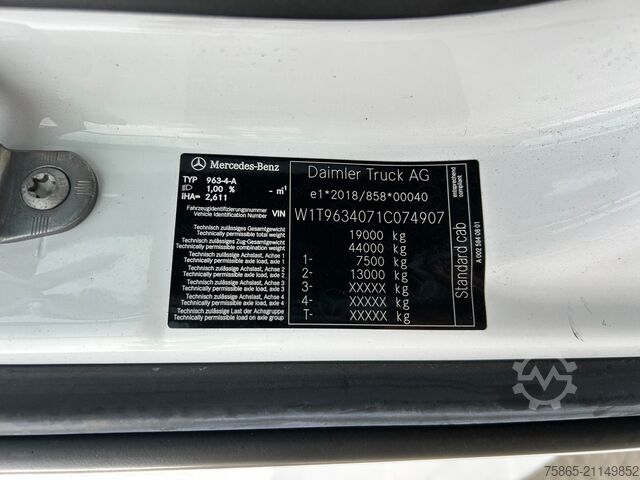 Mercedes-Benz
Daimler Truck AG
TYP 963-4-A
1,00 % - m⁻¹
IHA= 2,611
e1*2018/858*00040
Fahrzeugidentifizierungsnummer
Vehicle Identification Number VIN W1T9634071C074907
Technisch zulässiges Gesamtgewicht
Technically permissible total weight 19000 kg
Technisch zulässiges Zug-Gesamtgewicht
Technically permissible combination weight 44000 kg
Technisch zulässige Achslast, Achse 1
Technically permissible axle load, axle 1 1- 7500 kg
Technisch zulässige Achslast, Achse 2
Technically permissible axle load, axle 2 2- 13000 kg
Technisch zulässige Achslast, Achse 3
Technically permissible axle load, axle 3 3- XXXXX kg
Technisch zulässige Achslast, Achse 4
Technically permissible axle load, axle 4 4- XXXXX kg
Technisch zulässige Last der Achsgruppe
Technically permissible load on axle group T- XXXXX kg
Standard cab
entsprechend
compliant
75865-21149852